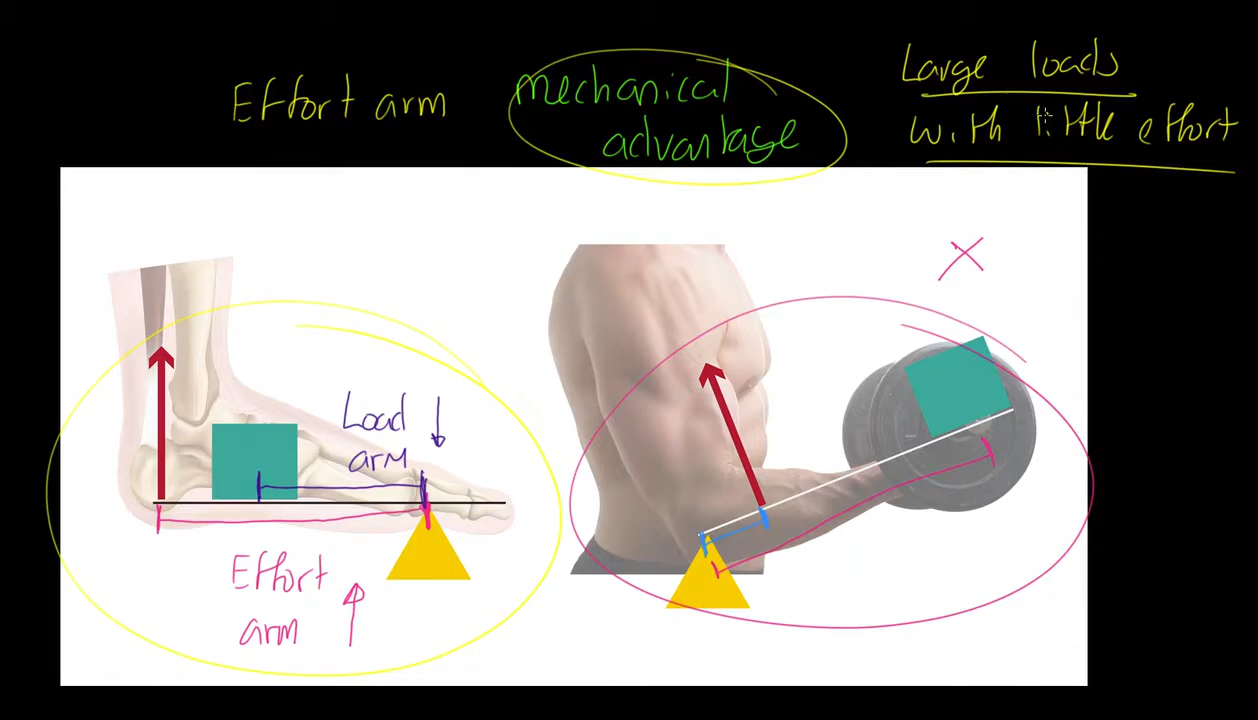 Effort arm
mechanical
advantage
Large loads
with little effort
Load
arm
Effort
arm